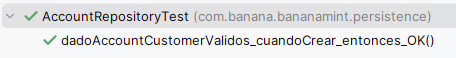 AccountRepositoryTest (com.banana.bananamint.persistence)
dadoAccountCustomerValidos_cuandoCrear_entonces_OK()